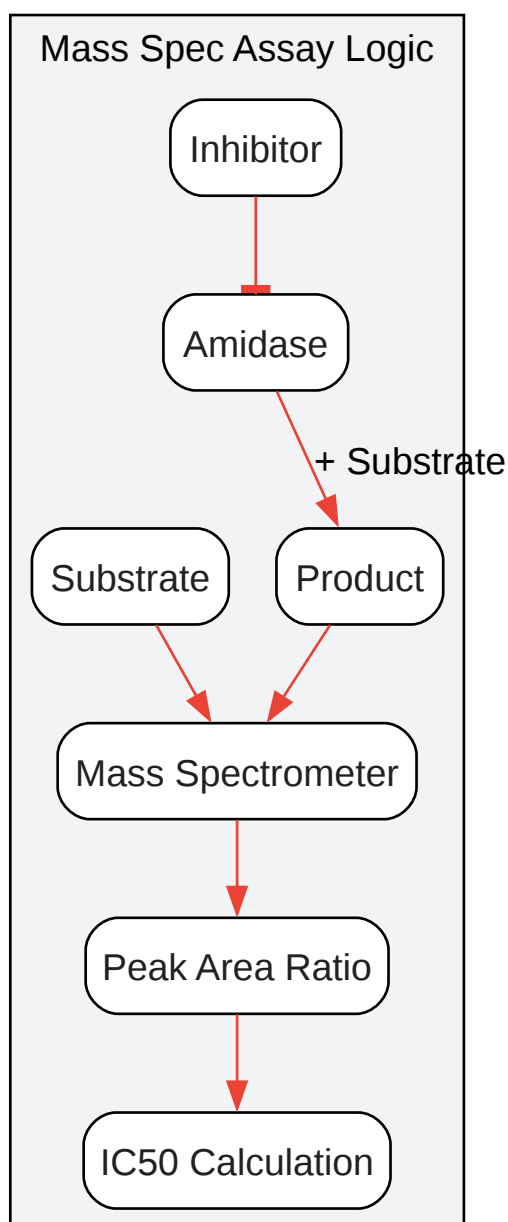 Mass Spec Assay Logic
Inhibitor
Amidase
+ Substrate
Substrate
Product
Mass Spectrometer
Peak Area Ratio
IC50 Calculation